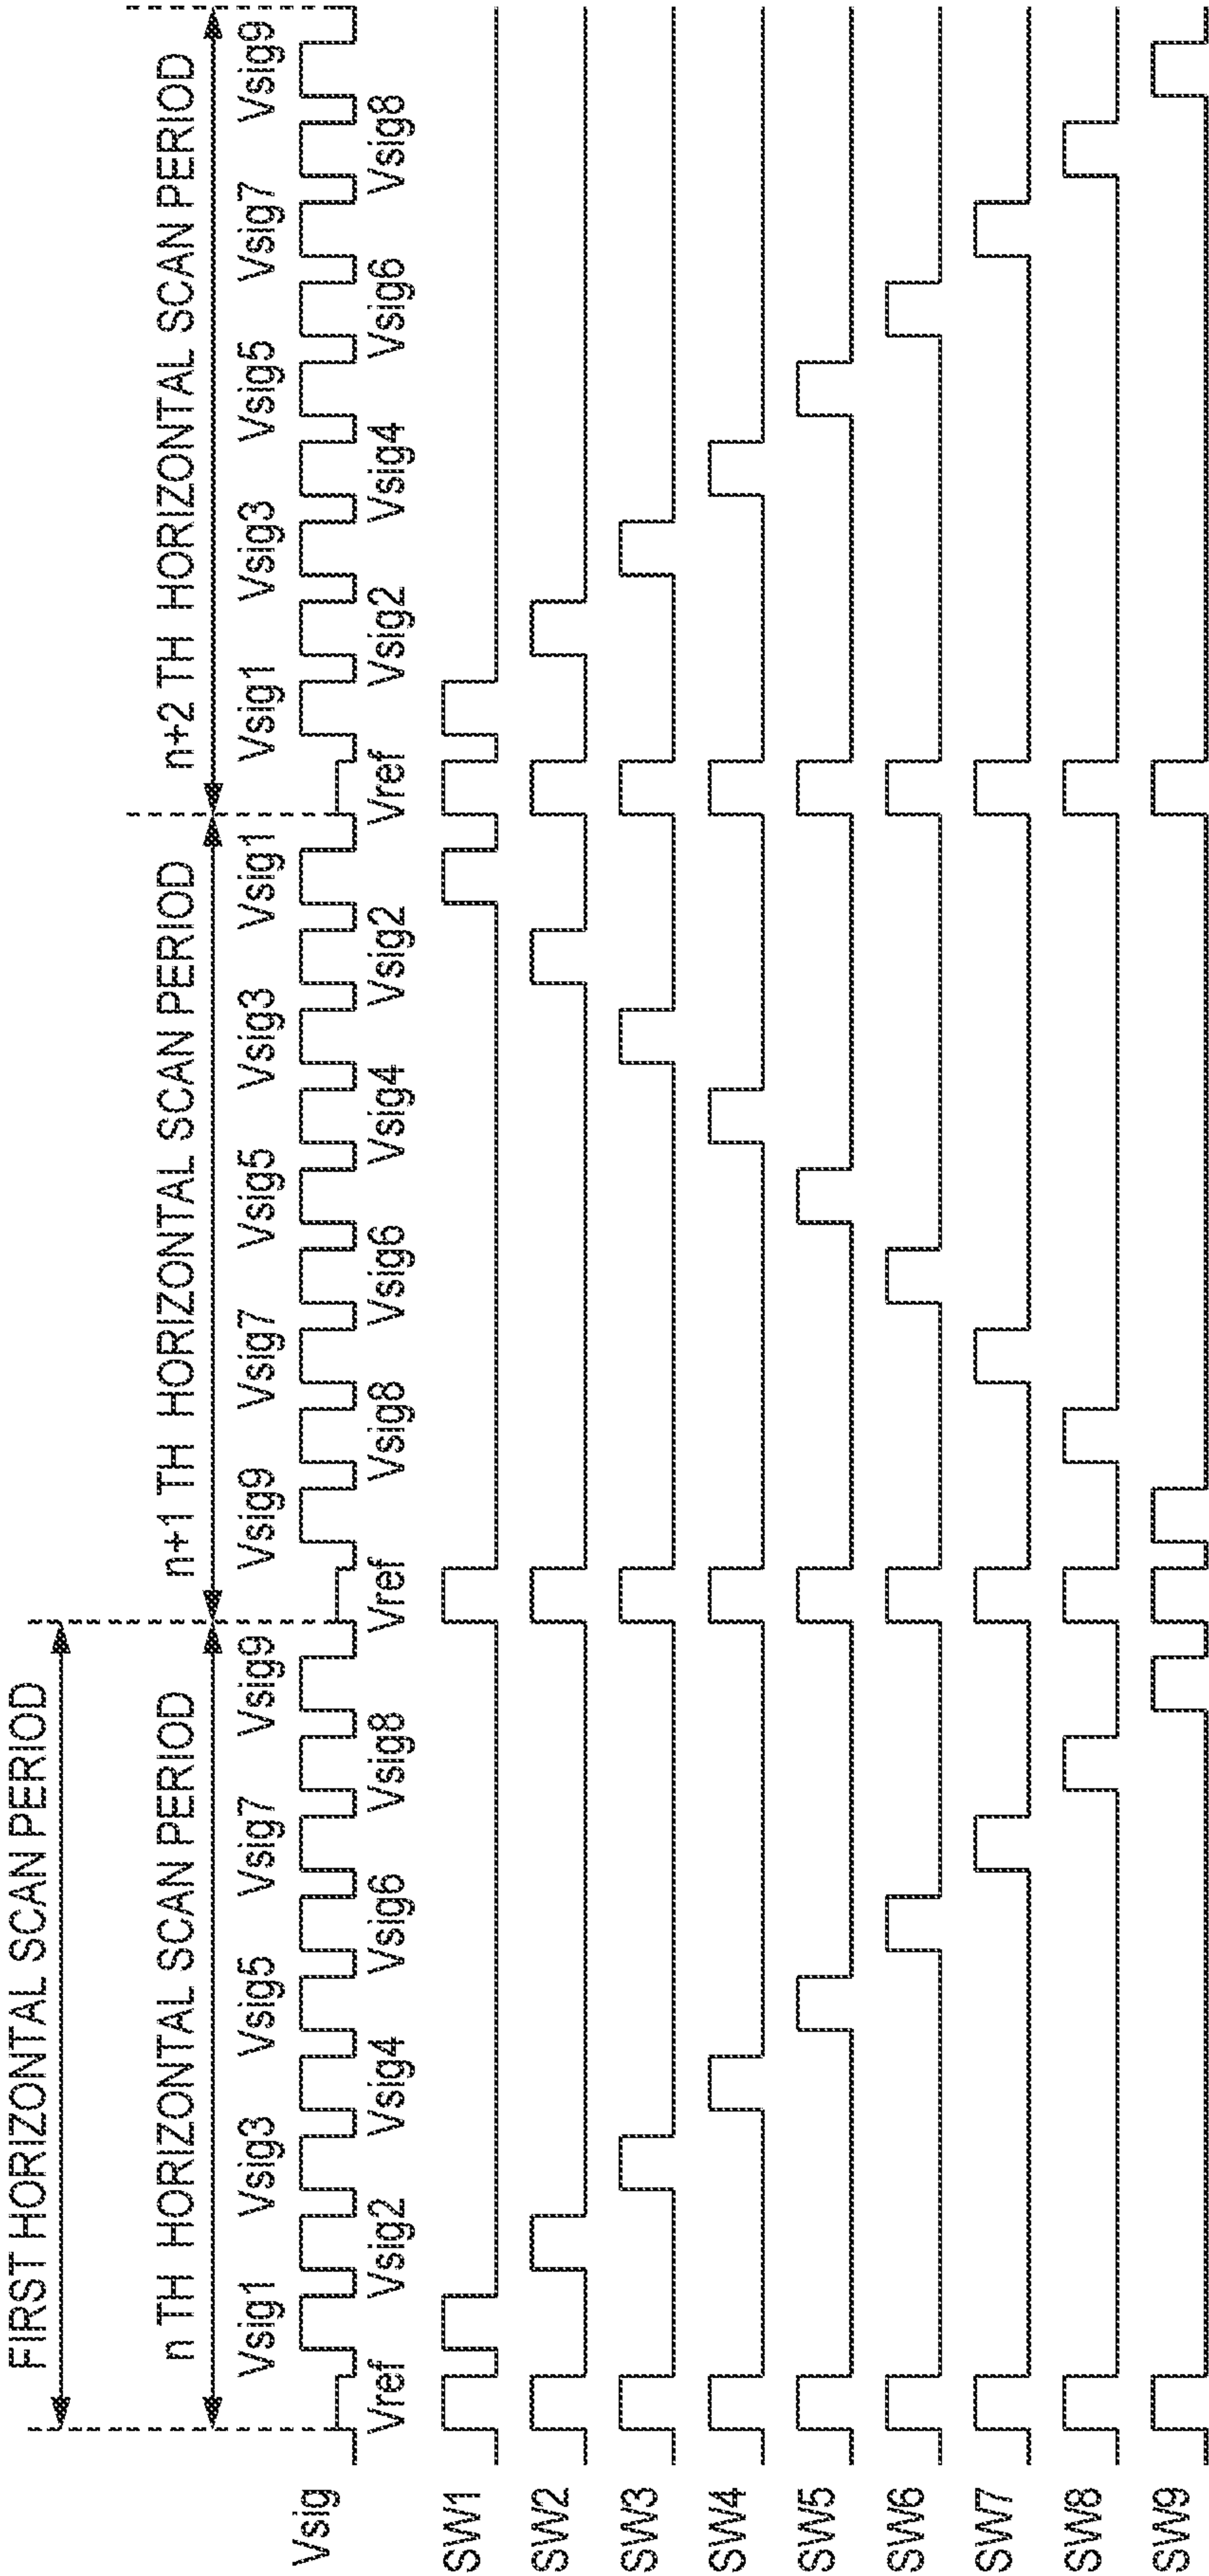 FIRST HORIZONTAL SCAN PERIOD
n TH HORIZONTAL SCAN PERIOD n+1 TH HORIZONTAL SCAN PERIOD n+2 TH HORIZONTAL SCAN PERIOD
Vsig1 Vsig3 Vsig5 Vsig7 Vsig9 Vsig9 Vsig7 Vsig5 Vsig3 Vsig1 Vsig1 Vsig3 Vsig5 Vsig7 Vsig9
Vsig
Vref Vsig2 Vsig4 Vsig6 Vsig8 Vref Vsig8 Vsig6 Vsig4 Vsig2 Vref Vsig2 Vsig4 Vsig6 Vsig8
SW1
SW2
SW3
SW4
SW5
SW6
SW7
SW8
SW9